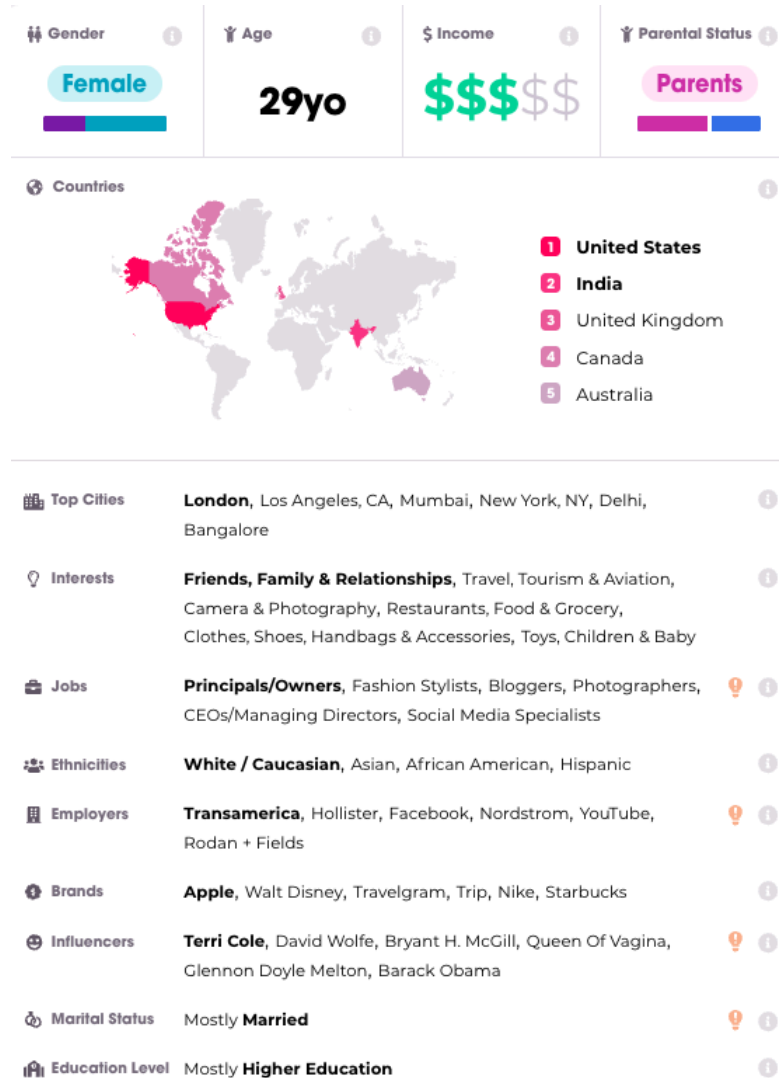 Gender
Age
$ Income
Parental Status
Female
29yo
$$$$$
Parents
Countries
1 United States
2 India
3 United Kingdom
4 Canada
5 Australia
Top Cities London, Los Angeles, CA, Mumbai, New York, NY, Delhi,
Bangalore
Interests Friends, Family & Relationships, Travel, Tourism & Aviation,
Camera & Photography, Restaurants, Food & Grocery,
Clothes, Shoes, Handbags & Accessories, Toys, Children & Baby
Jobs Principals/Owners, Fashion Stylists, Bloggers, Photographers,
CEOs/Managing Directors, Social Media Specialists
Ethnicities White / Caucasian, Asian, African American, Hispanic
Employers Transamerica, Hollister, Facebook, Nordstrom, YouTube,
Rodan + Fields
Brands Apple, Walt Disney, Travelgram, Trip, Nike, Starbucks
Influencers Terri Cole, David Wolfe, Bryant H. McGill, Queen Of Vagina,
Glennon Doyle Melton, Barack Obama
Marital Status Mostly Married
Education Level Mostly Higher Education